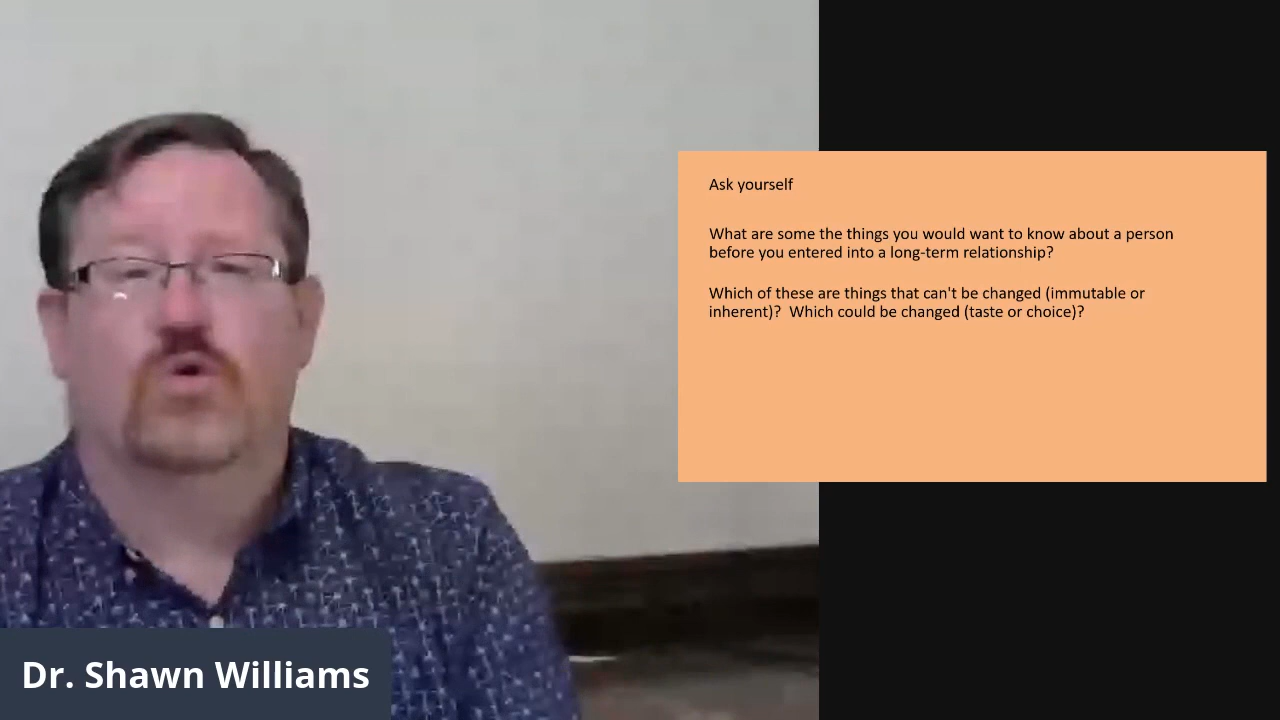 Ask yourself
What are some the things you would want to know about a person
before you entered into a long-term relationship?
Which of these are things that can't be changed (immutable or
inherent)?  Which could be changed (taste or choice)?
Dr. Shawn Williams